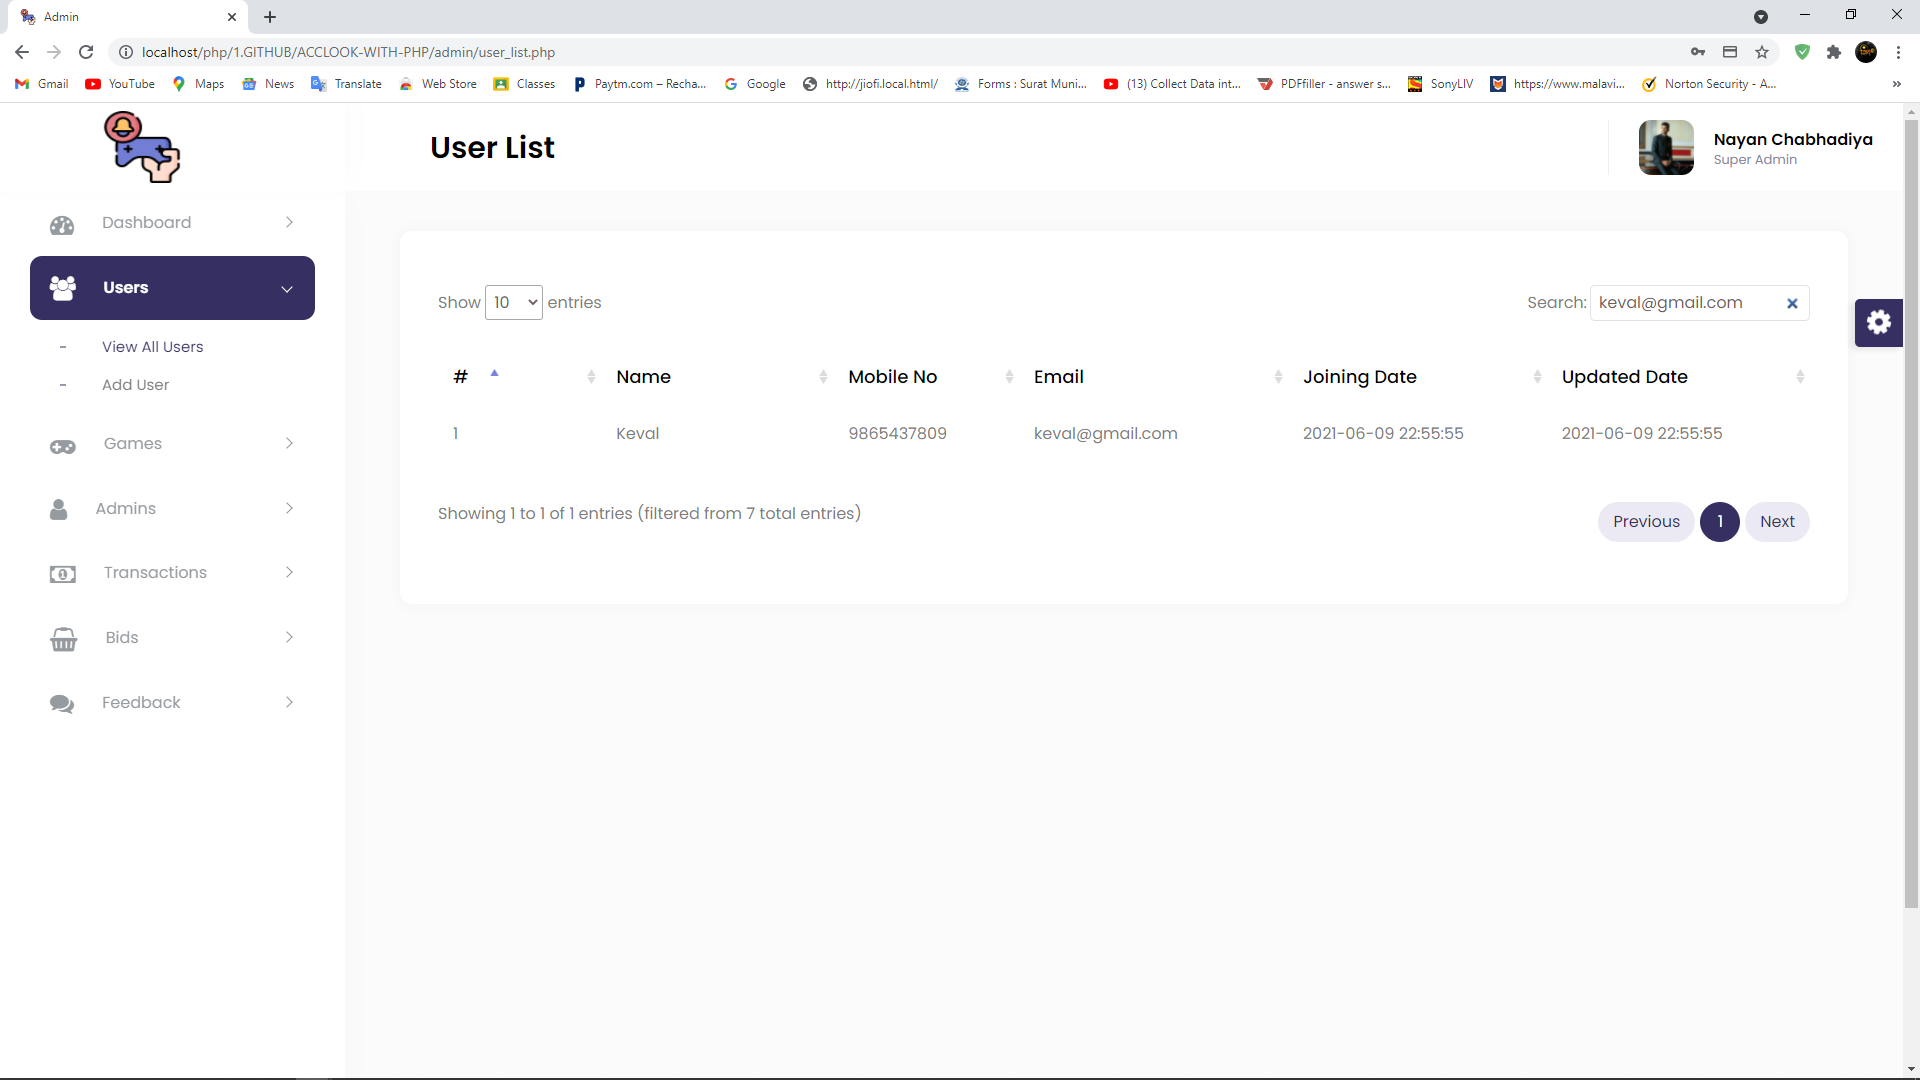 Admin
localhost/php/1.GITHUB/ACCLOOK-WITH-PHP/admin/user_list.php
Gmail YouTube Maps News Translate Web Store Classes Paytm.com – Recha... Google http://jiofi.local.html/ Forms : Surat Muni... (13) Collect Data int... PDFfiller - answer s... SonyLIV https://www.malavi... Norton Security - A... »
User List
Nayan Chabhadiya
Super Admin
Dashboard
Users
- View All Users
- Add User
Games
Admins
Transactions
Bids
Feedback
Show 10 entries
Search: keval@gmail.com
# Name Mobile No Email Joining Date Updated Date
1 Keval 9865437809 keval@gmail.com 2021-06-09 22:55:55 2021-06-09 22:55:55
Showing 1 to 1 of 1 entries (filtered from 7 total entries)
Previous 1 Next